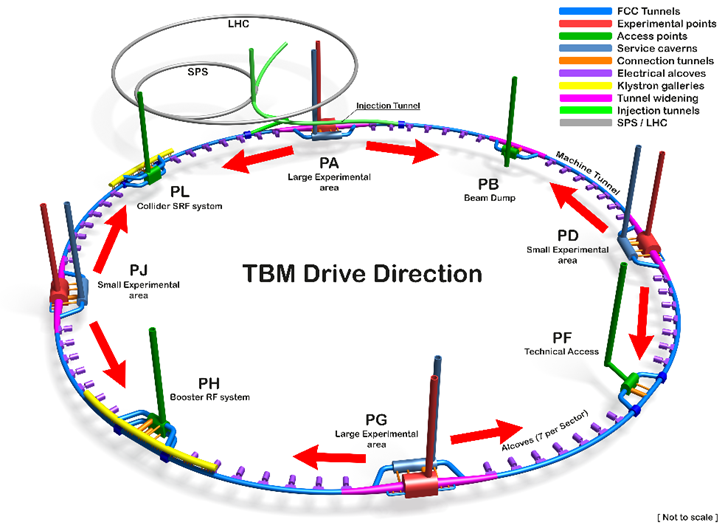 LHC
SPS
Injection Tunnel
FCC Tunnels
Experimental points
Access points
Service caverns
Connection tunnels
Electrical alcoves
Klystron galleries
Tunnel widening
Injection tunnels
SPS / LHC
PA
Large Experimental
area
PB
Beam Dump
Machine Tunnel
PL
Collider SRF system
PD
Small Experimental
area
PJ
Small Experimental
area
TBM Drive Direction
PF
Technical Access
PH
Booster RF system
PG
Large Experimental
area
Alcoves (7 per Sector)
[ Not to scale ]